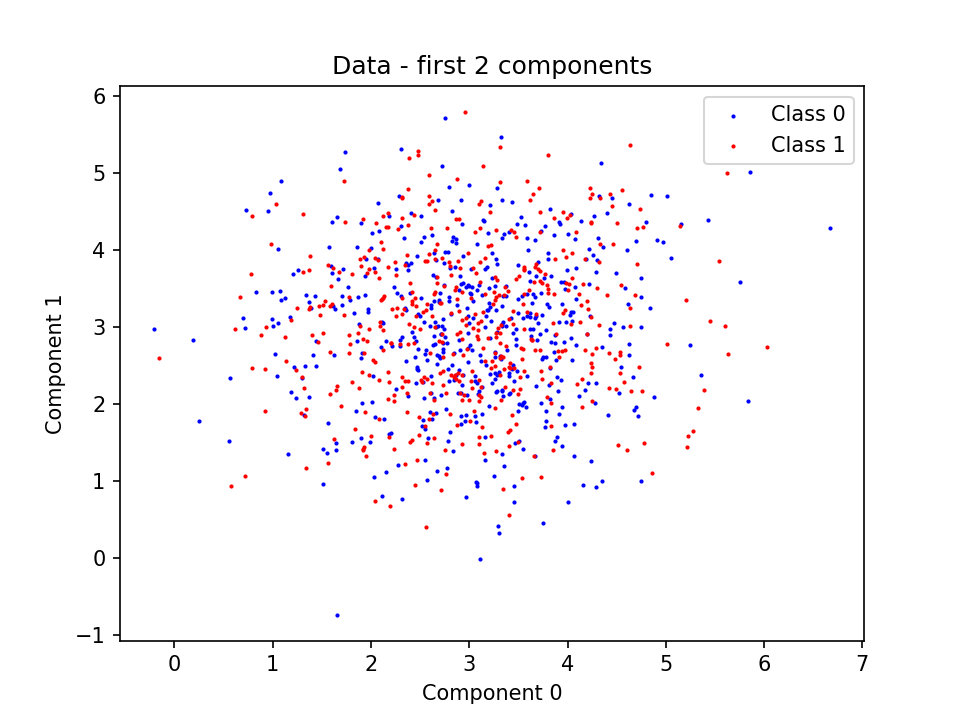 Data - first 2 components
Class 0
Class 1
6
5
4
3
2
1
0
−1
Component 1
0 1 2 3 4 5 6 7
Component 0